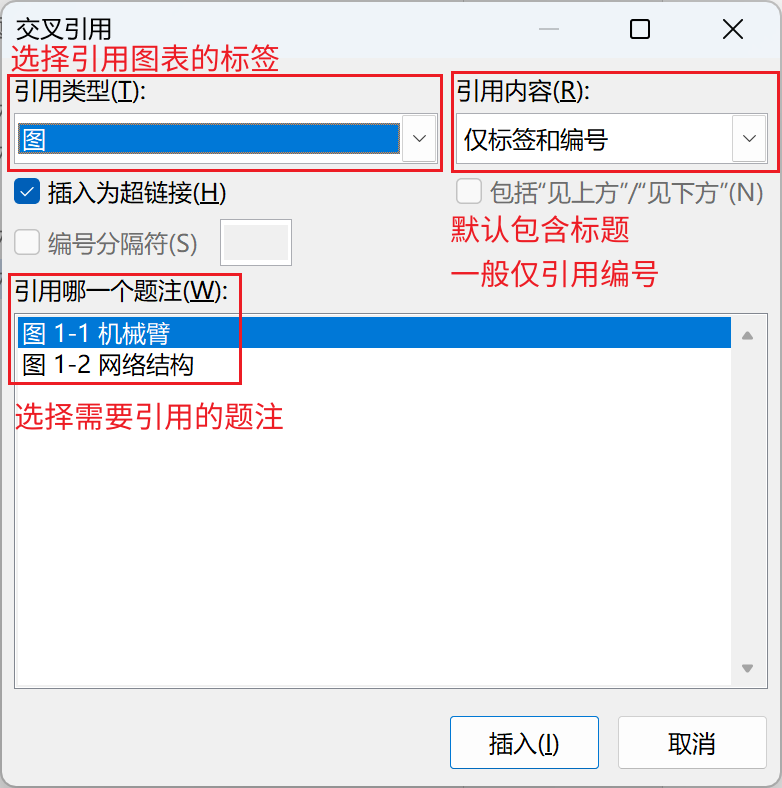 交叉引用
选择引用图表的标签
引用类型(T):
引用内容(R):
图
仅标签和编号
插入为超链接(H)
包括“见上方”/“见下方”(N)
编号分隔符(S)
默认包含标题
一般仅引用编号
引用哪一个题注(W):
图 1-1 机械臂
图 1-2 网络结构
选择需要引用的题注
插入(I)
取消